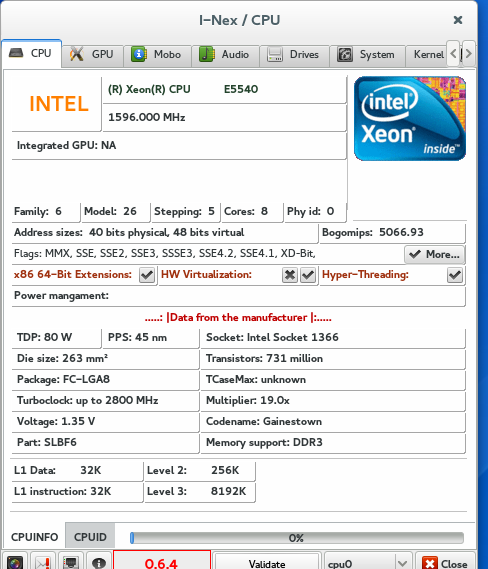 I-Nex / CPU
CPU GPU Mobo Audio Drives System Kernel
INTEL
(R) Xeon(R) CPU E5540
1596.000 MHz
Integrated GPU: NA
intel
Xeon
inside™
Family: 6 Model: 26 Stepping: 5 Cores: 8 Phy id: 0
Address sizes: 40 bits physical, 48 bits virtual Bogomips: 5066.93
Flags: MMX, SSE, SSE2, SSE3, SSSE3, SSE4.2, SSE4.1, XD-Bit, More...
x86 64-Bit Extensions: HW Virtualization: Hyper-Threading:
Power mangament:
.....: |Data from the manufacturer |:.....
TDP: 80 W PPS: 45 nm Socket: Intel Socket 1366
Die size: 263 mm² Transistors: 731 million
Package: FC-LGA8 TCaseMax: unknown
Turboclock: up to 2800 MHz Multiplier: 19.0x
Voltage: 1.35 V Codename: Gainestown
Part: SLBF6 Memory support: DDR3
L1 Data: 32K Level 2: 256K
L1 instruction: 32K Level 3: 8192K
CPUINFO CPUID 0%
0.6.4 Validate cpu0 Close